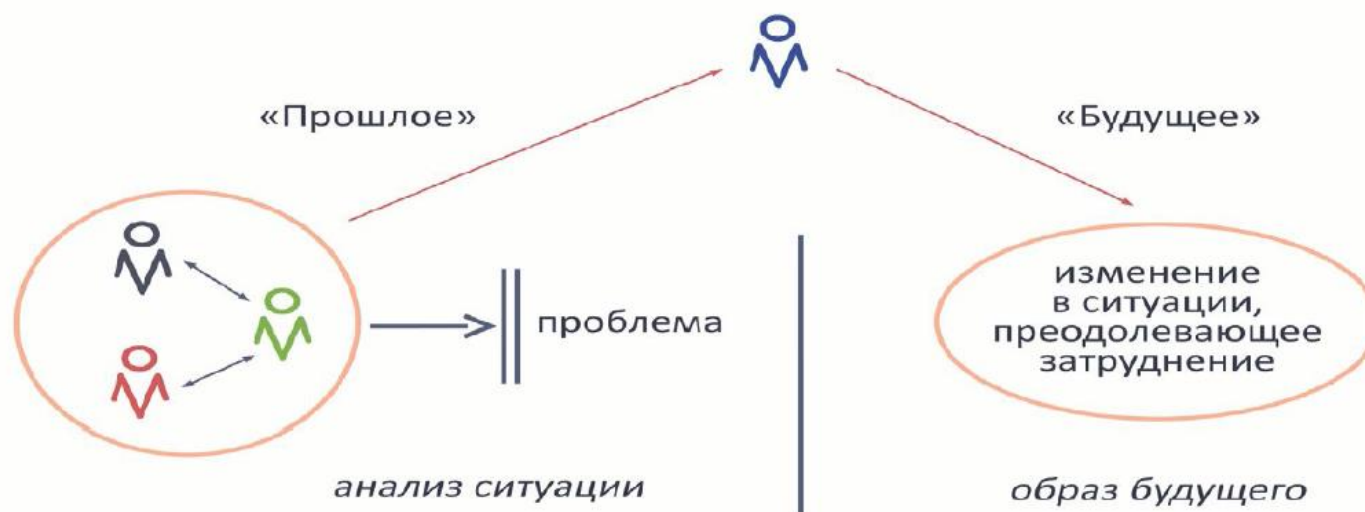 «Прошлое»
«Будущее»
проблема
изменение
в ситуации,
преодолевающее
затруднение
анализ ситуации
образ будущего